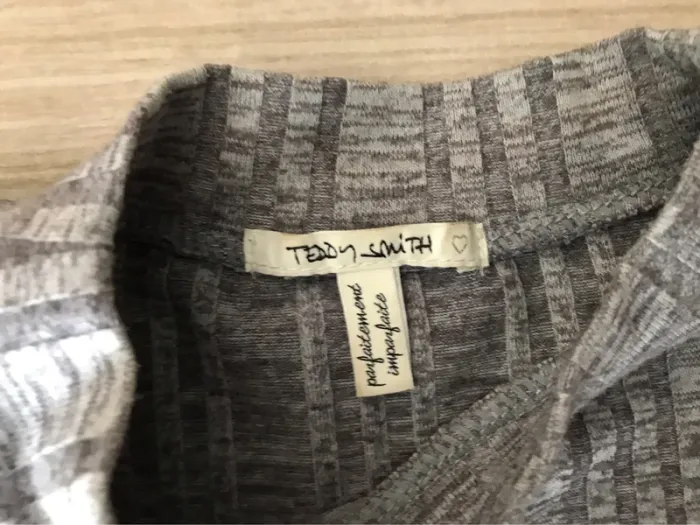 TEDDY SMITH ♡
parfaitement
imparfaite